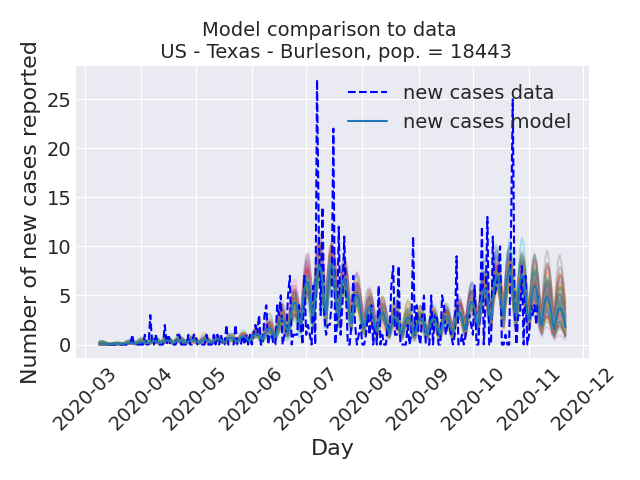 Model comparison to data
US - Texas - Burleson, pop. = 18443
Number of new cases reported
25
20
15
10
5
0
new cases data
new cases model
2020-03
2020-04
2020-05
2020-06
2020-07
2020-08
2020-09
2020-10
2020-11
2020-12
Day